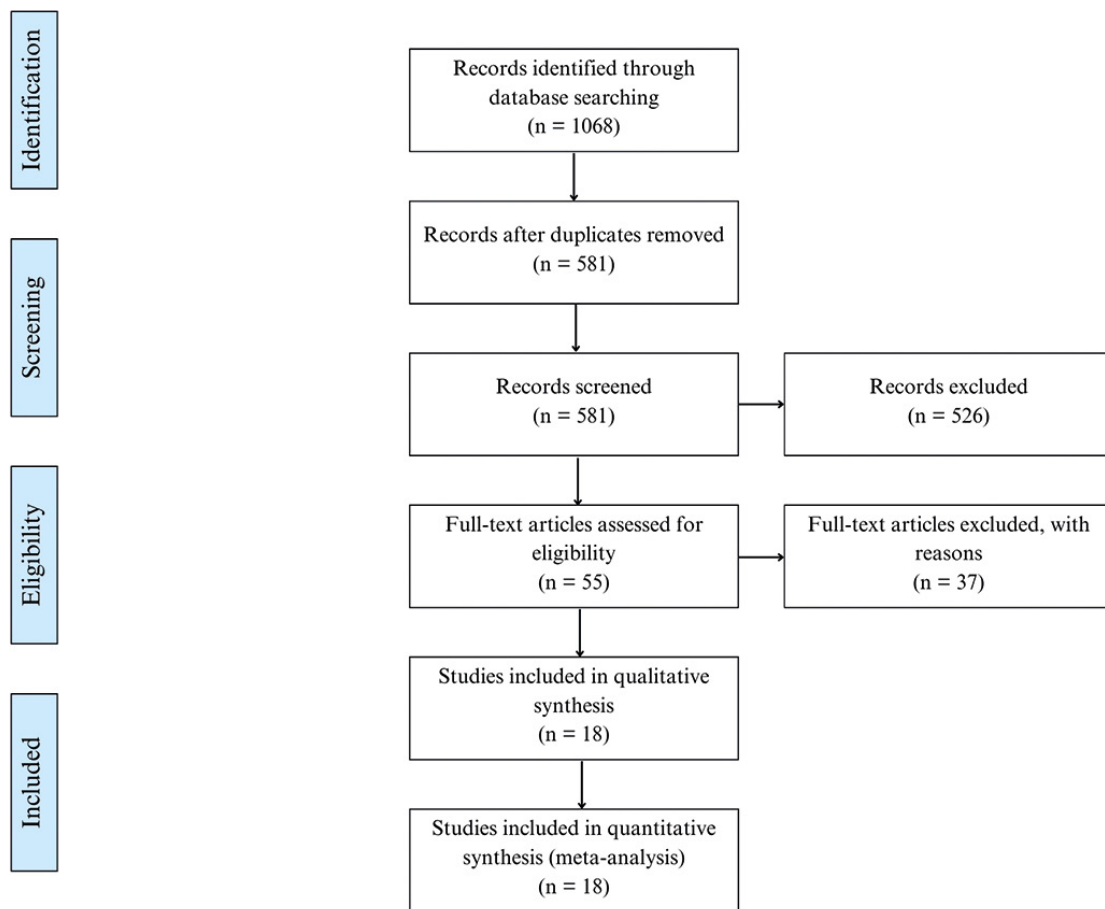 Identification
Records identified through
database searching
(n = 1068)
Records after duplicates removed
(n = 581)
Screening
Records screened
(n = 581)
Records excluded
(n = 526)
Eligibility
Full-text articles assessed for
eligibility
(n = 55)
Full-text articles excluded, with
reasons
(n = 37)
Studies included in qualitative
synthesis
(n = 18)
Included
Studies included in quantitative
synthesis (meta-analysis)
(n = 18)